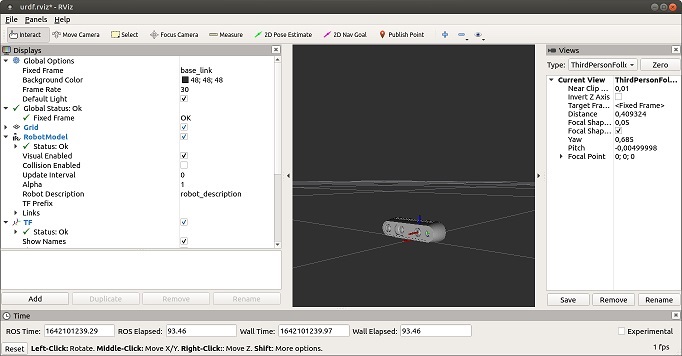 urdf.rviz* - RViz
File Panels Help
Interact Move Camera Select Focus Camera Measure 2D Pose Estimate 2D Nav Goal Publish Point
Displays
Global Options
Fixed Frame base_link
Background Color 48; 48; 48
Frame Rate 30
Default Light
Global Status: Ok
Fixed Frame OK
Grid
RobotModel
Status: Ok
Visual Enabled
Collision Enabled
Update Interval 0
Alpha 1
Robot Description robot_description
TF Prefix
Links
TF
Status: Ok
Show Names
Add Duplicate Remove Rename
Views
Type: ThirdPersonFoll Zero
Current View ThirdPersonFol...
Near Clip ... 0,01
Invert Z Axis
Target Fra... <Fixed Frame>
Distance 0,409324
Focal Shap... 0,05
Focal Shap...
Yaw 0,685
Pitch -0,00499998
Focal Point 0; 0; 0
Save Remove Rename
Time
ROS Time: 1642101239.29 ROS Elapsed: 93.46 Wall Time: 1642101239.97 Wall Elapsed: 93.46 Experimental
Reset Left-Click: Rotate. Middle-Click: Move X/Y. Right-Click:: Move Z. Shift: More options. 1 fps